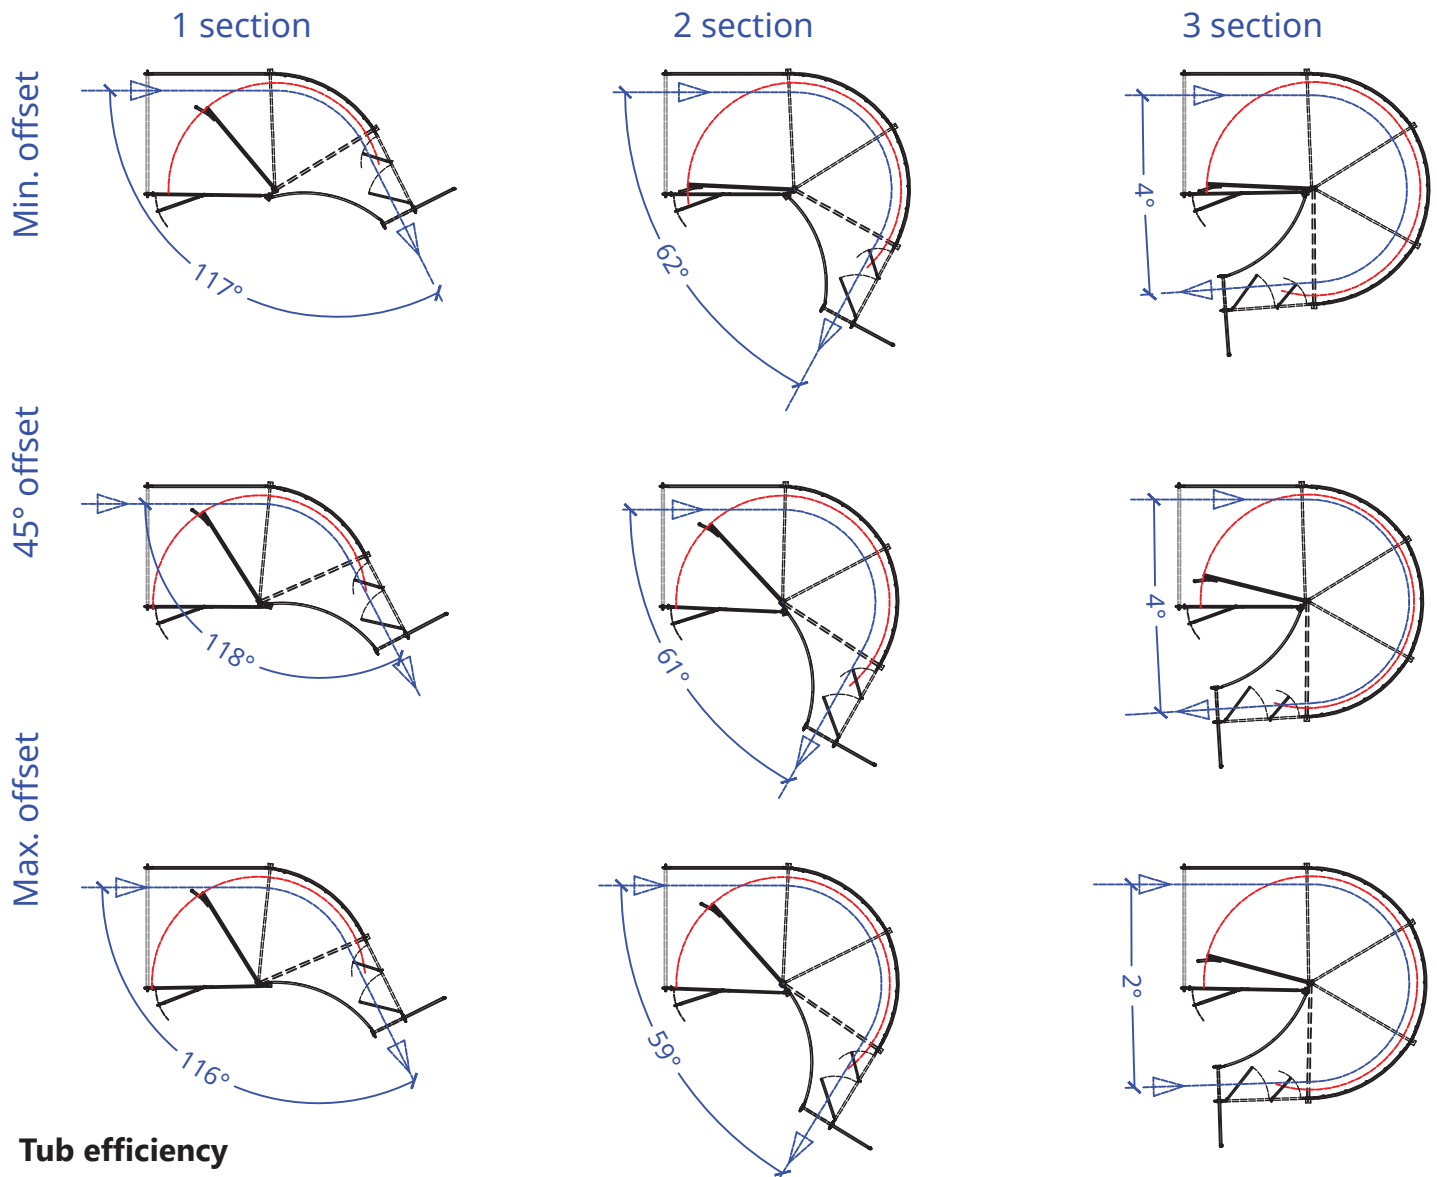 1 section
2 section
3 section
Min. offset
117°
62°
4°
45° offset
118°
61°
4°
Max. offset
116°
59°
2°
Tub efficiency